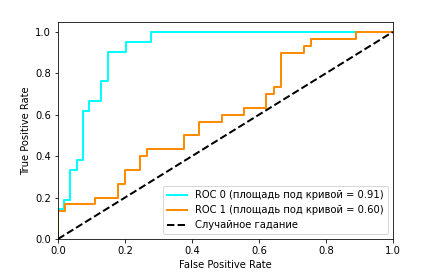 1.0
0.8
0.6
0.4
0.2
0.0
True Positive Rate
ROC 0 (площадь под кривой = 0.91)
ROC 1 (площадь под кривой = 0.60)
Случайное гадание
0.0 0.2 0.4 0.6 0.8 1.0
False Positive Rate